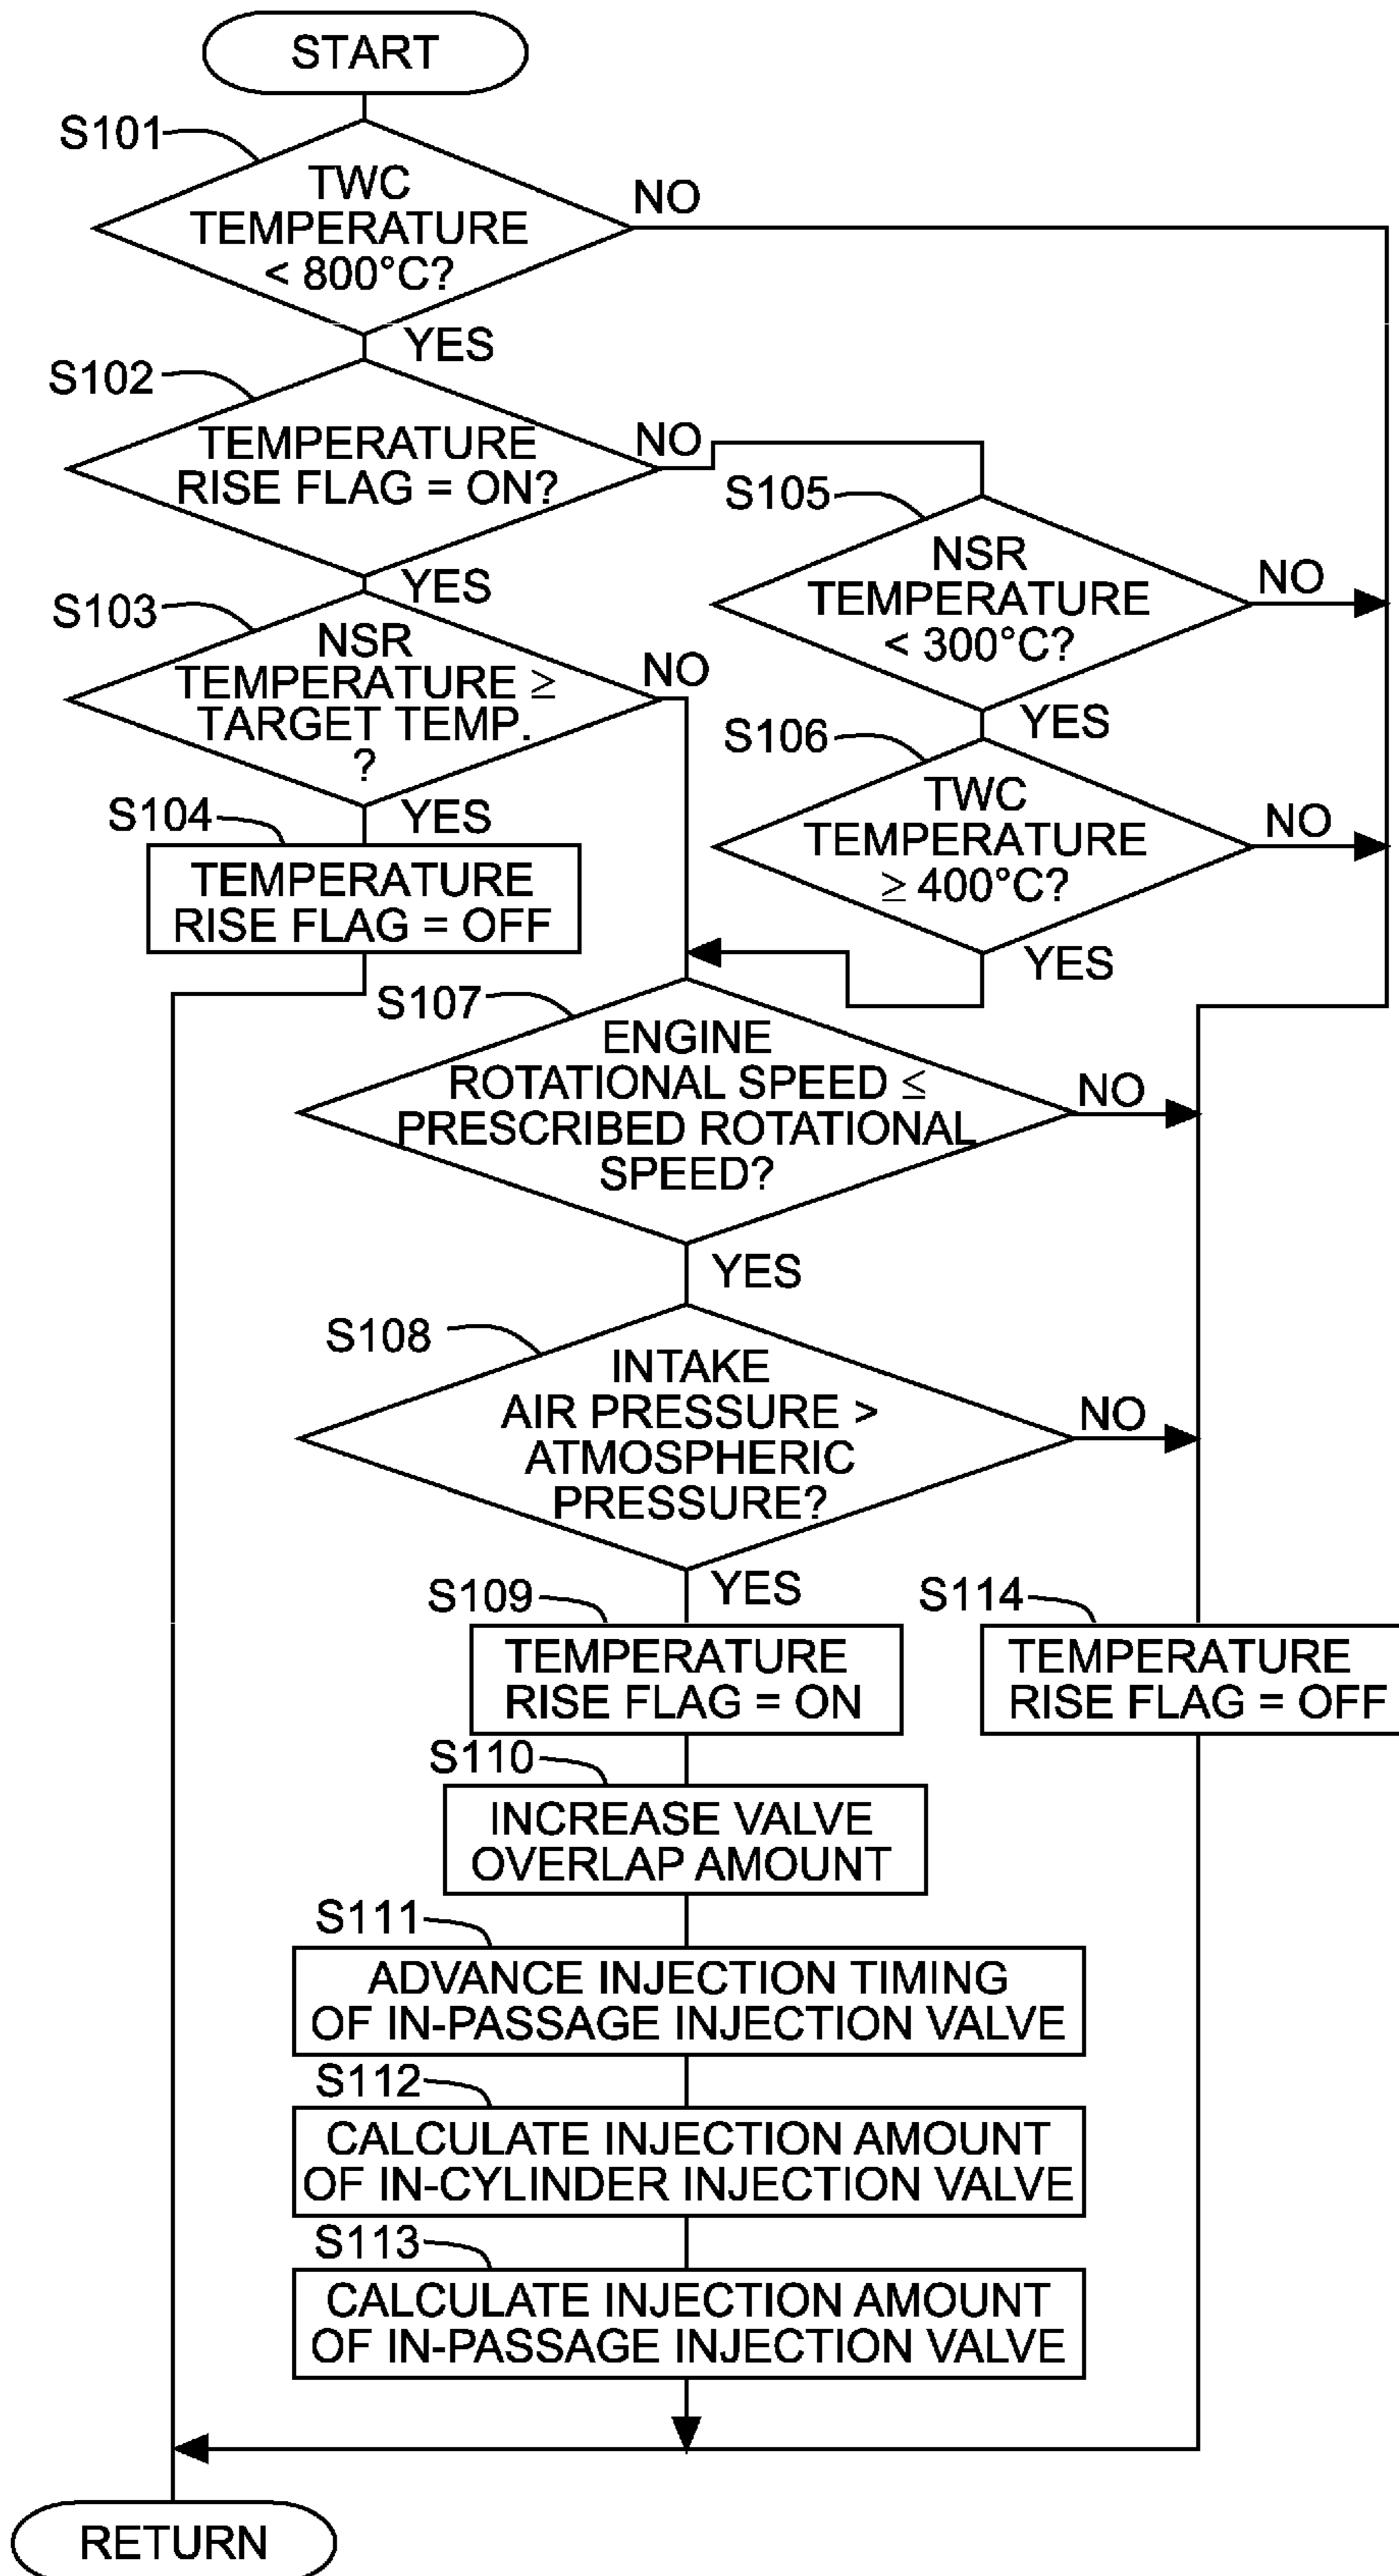 START
S101
TWC
TEMPERATURE
< 800°C?
NO
YES
S102
TEMPERATURE
RISE FLAG = ON?
NO
YES
S103
NSR
TEMPERATURE ≥
TARGET TEMP.
?
NO
YES
S104
TEMPERATURE
RISE FLAG = OFF
S105
NSR
TEMPERATURE
< 300°C?
NO
YES
S106
TWC
TEMPERATURE
≥ 400°C?
NO
YES
S107
ENGINE
ROTATIONAL SPEED ≤
PRESCRIBED ROTATIONAL
SPEED?
NO
YES
S108
INTAKE
AIR PRESSURE >
ATMOSPHERIC
PRESSURE?
NO
YES
S109
TEMPERATURE
RISE FLAG = ON
S114
TEMPERATURE
RISE FLAG = OFF
S110
INCREASE VALVE
OVERLAP AMOUNT
S111
ADVANCE INJECTION TIMING
OF IN-PASSAGE INJECTION VALVE
S112
CALCULATE INJECTION AMOUNT
OF IN-CYLINDER INJECTION VALVE
S113
CALCULATE INJECTION AMOUNT
OF IN-PASSAGE INJECTION VALVE
RETURN